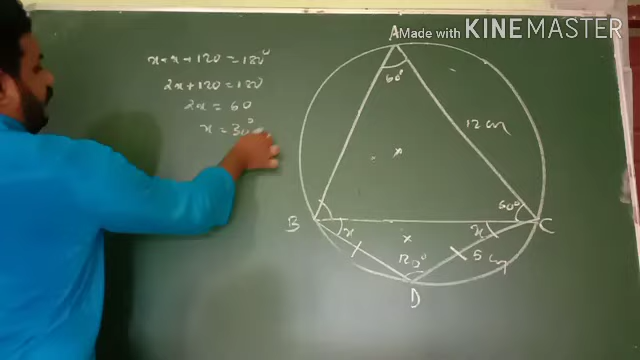 Made with KINEMASTER
x + x + 120 = 180°
2x + 120 = 180
2x = 60
x = 30°
A
60°
12 cm
60°
B
x
x
C
120°
5 cm
D